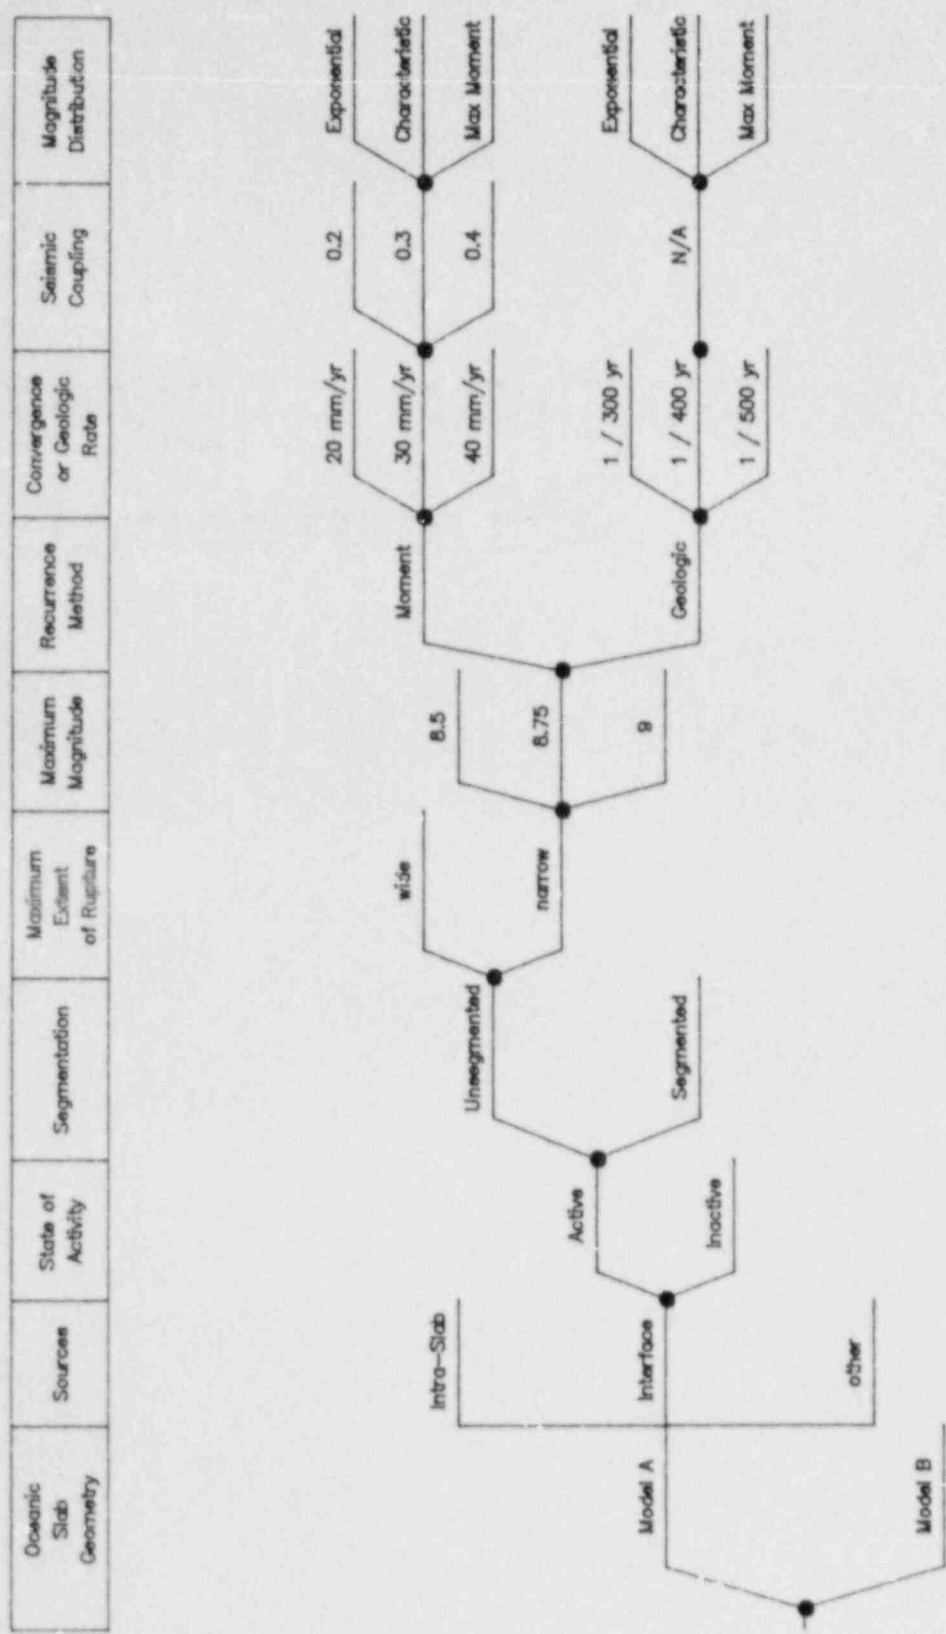 Oceanic
Slab
Geometry
Sources
State of
Activity
Segmentation
Maximum
Extent
of Rupture
Maximum
Magnitude
Recurrence
Method
Convergence
or Geologic
Rate
Seismic
Coupling
Magnitude
Distribution
Model A
Model B
Intra-Slab
Interface
other
Active
Inactive
Unsegmented
Segmented
wide
narrow
8.5
8.75
9
Moment
Geologic
20 mm/yr
30 mm/yr
40 mm/yr
1 / 300 yr
1 / 400 yr
1 / 500 yr
0.2
0.3
0.4
N/A
Exponential
Characteristic
Max Moment
Exponential
Characteristic
Max Moment